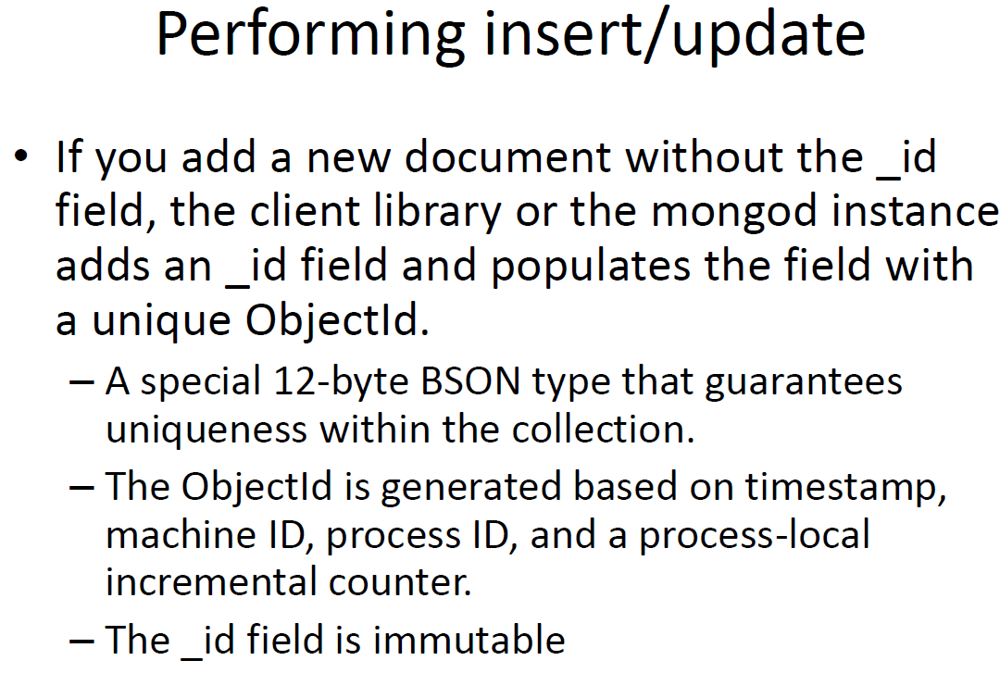 Performing insert/update
• If you add a new document without the _id
field, the client library or the mongod instance
adds an _id field and populates the field with
a unique ObjectId.
– A special 12-byte BSON type that guarantees
uniqueness within the collection.
– The ObjectId is generated based on timestamp,
machine ID, process ID, and a process-local
incremental counter.
– The _id field is immutable